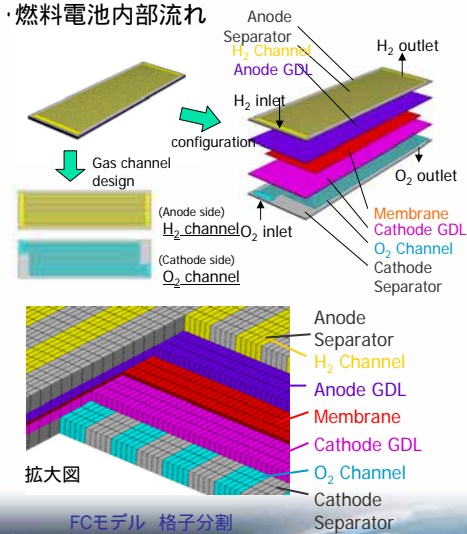 ・燃料電池内部流れ
Anode
Separator
H2 Channel
Anode GDL
H2 outlet
H2 inlet
configuration
Gas channel
design
O2 outlet
(Anode side)
H2 channel
O2 inlet
(Cathode side)
O2 channel
Membrane
Cathode GDL
O2 Channel
Cathode
Separator
Anode
Separator
H2 Channel
Anode GDL
Membrane
Cathode GDL
O2 Channel
Cathode
Separator
拡大図
FCモデル 格子分割